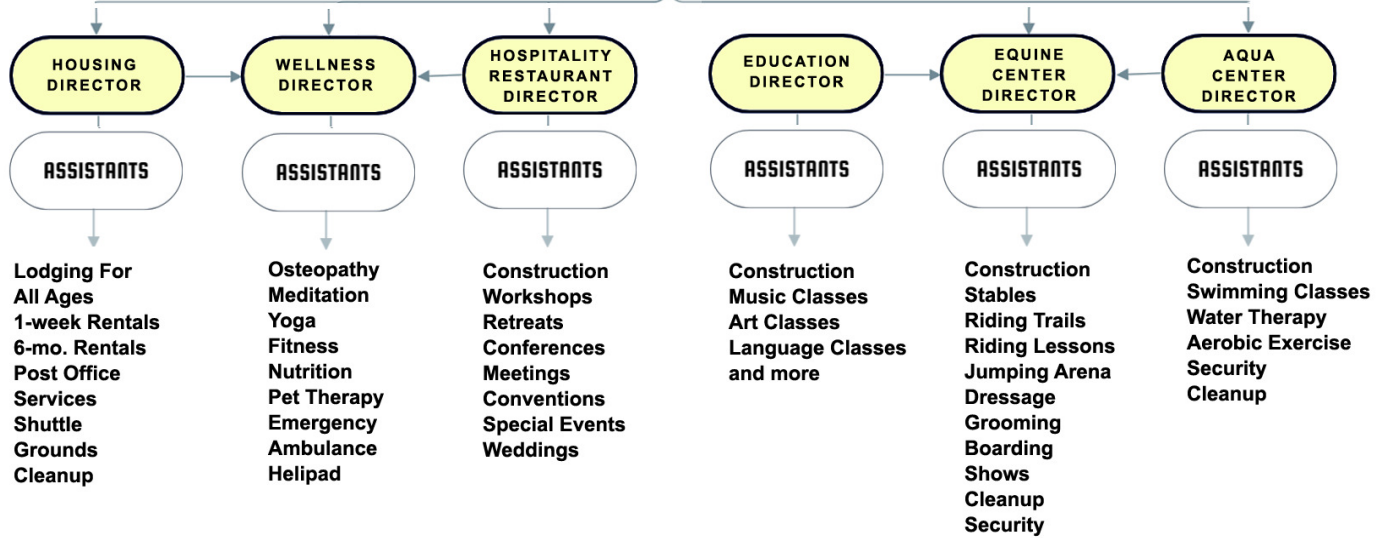 HOUSING
DIRECTOR
WELLNESS
DIRECTOR
HOSPITALITY
RESTAURANT
DIRECTOR
EDUCATION
DIRECTOR
EQUINE
CENTER
DIRECTOR
AQUA
CENTER
DIRECTOR
ASSISTANTS
ASSISTANTS
ASSISTANTS
ASSISTANTS
ASSISTANTS
ASSISTANTS
Lodging For
All Ages
1-week Rentals
6-mo. Rentals
Post Office
Services
Shuttle
Grounds
Cleanup
Osteopathy
Meditation
Yoga
Fitness
Nutrition
Pet Therapy
Emergency
Ambulance
Helipad
Construction
Workshops
Retreats
Conferences
Meetings
Conventions
Special Events
Weddings
Construction
Music Classes
Art Classes
Language Classes
and more
Construction
Stables
Riding Trails
Riding Lessons
Jumping Arena
Dressage
Grooming
Boarding
Shows
Cleanup
Security
Construction
Swimming Classes
Water Therapy
Aerobic Exercise
Security
Cleanup